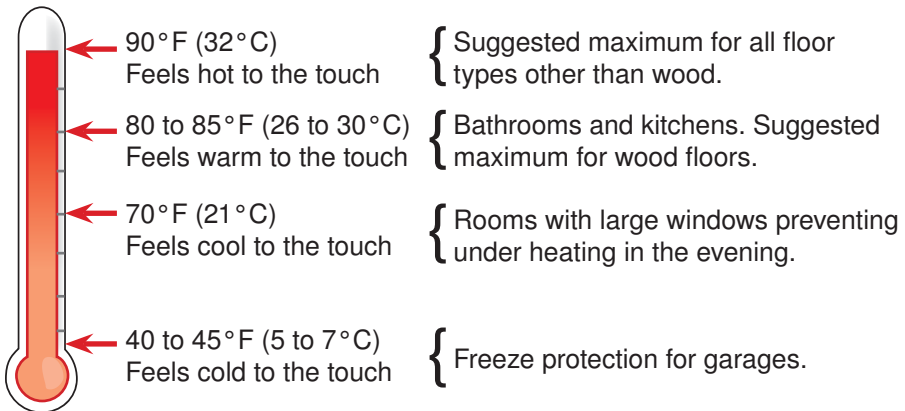 90°F (32°C)
Feels hot to the touch
{ Suggested maximum for all floor
types other than wood.
80 to 85°F (26 to 30°C)
Feels warm to the touch
{ Bathrooms and kitchens. Suggested
maximum for wood floors.
70°F (21°C)
Feels cool to the touch
{ Rooms with large windows preventing
under heating in the evening.
40 to 45°F (5 to 7°C)
Feels cold to the touch
{ Freeze protection for garages.